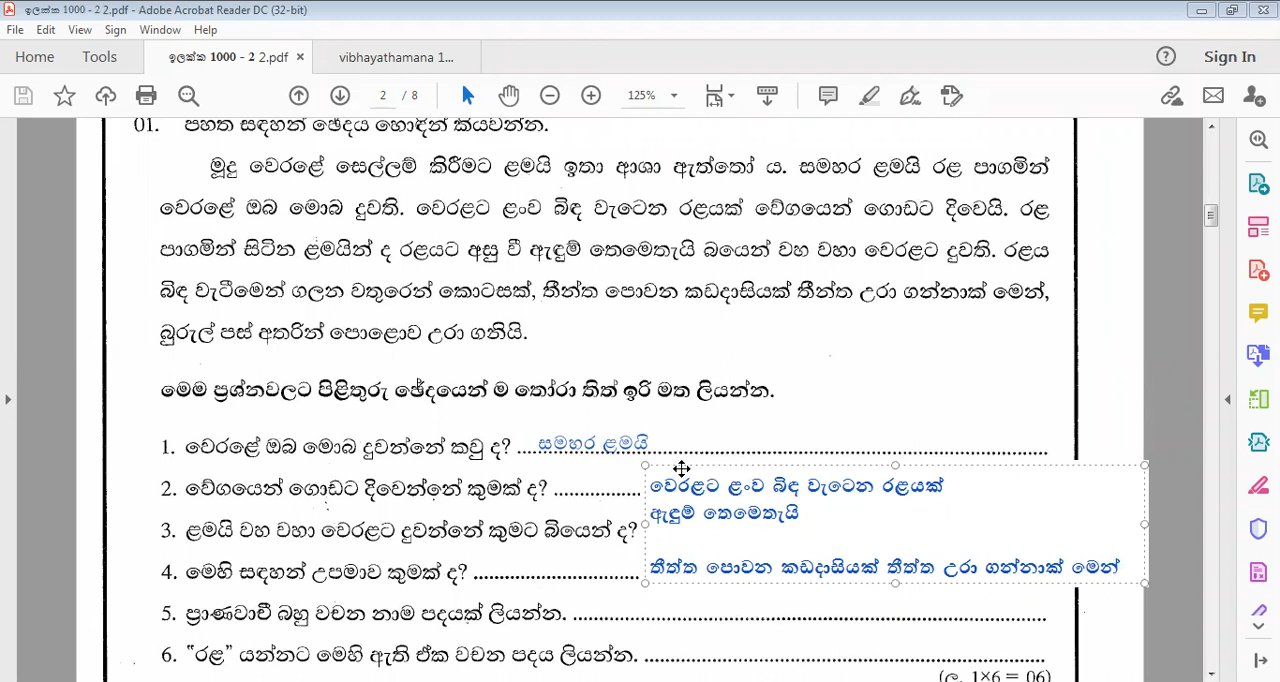 ඉලක්ක 1000 - 2 2.pdf - Adobe Acrobat Reader DC (32-bit)
File Edit View Sign Window Help
Home Tools ඉලක්ක 1000 - 2 2.pdf × vibhayathamana 1... Sign In
2 / 8 125%
01. පහත සඳහන් ඡේදය හොඳින් කියවන්න.
මූදු වෙරළේ සෙල්ලම් කිරීමට ළමයි ඉතා ආශා ඇත්තෝ ය. සමහර ළමයි රළ පාගමින්
වෙරළේ ඔබ මොබ දුවති. වෙරළට ළංව බිඳ වැටෙන රළයක් වේගයෙන් ගොඩට දිවෙයි. රළ
පාගමින් සිටින ළමයින් ද රළයට අසු වී ඇඳුම් තෙමෙතැයි බයෙන් වහ වහා වෙරළට දුවති. රළය
බිඳ වැටීමෙන් ගලන වතුරෙන් කොටසක්, තීන්ත පොවන කඩදාසියක් තීන්ත උරා ගන්නාක් මෙන්,
බුරුල් පස් අතරින් පොළොව උරා ගනියි.
මෙම ප්‍රශ්නවලට පිළිතුරු ඡේදයෙන් ම තෝරා තිත් ඉරි මත ලියන්න.
1. වෙරළේ ඔබ මොබ දුවන්නේ කවු ද? ... සමහර ළමයි ...
2. වේගයෙන් ගොඩට දිවෙන්නේ කුමක් ද? ............... වෙරළට ළංව බිඳ වැටෙන රළයක්
ඇඳුම් තෙමෙතැයි
3. ළමයි වහ වහා වෙරළට දුවන්නේ කුමට බියෙන් ද?
4. මෙහි සඳහන් උපමාව කුමක් ද? ............................. තීත්ත පොවන කඩදාසියක් තීත්ත උරා ගන්නාක් මෙන්
5. ප්‍රාණවාචී බහු වචන නාම පදයක් ලියන්න. ..............................
6. “රළ” යන්නට මෙහි ඇති ඒක වචන පදය ලියන්න. ..............................
(ල. 1×6 = 06)